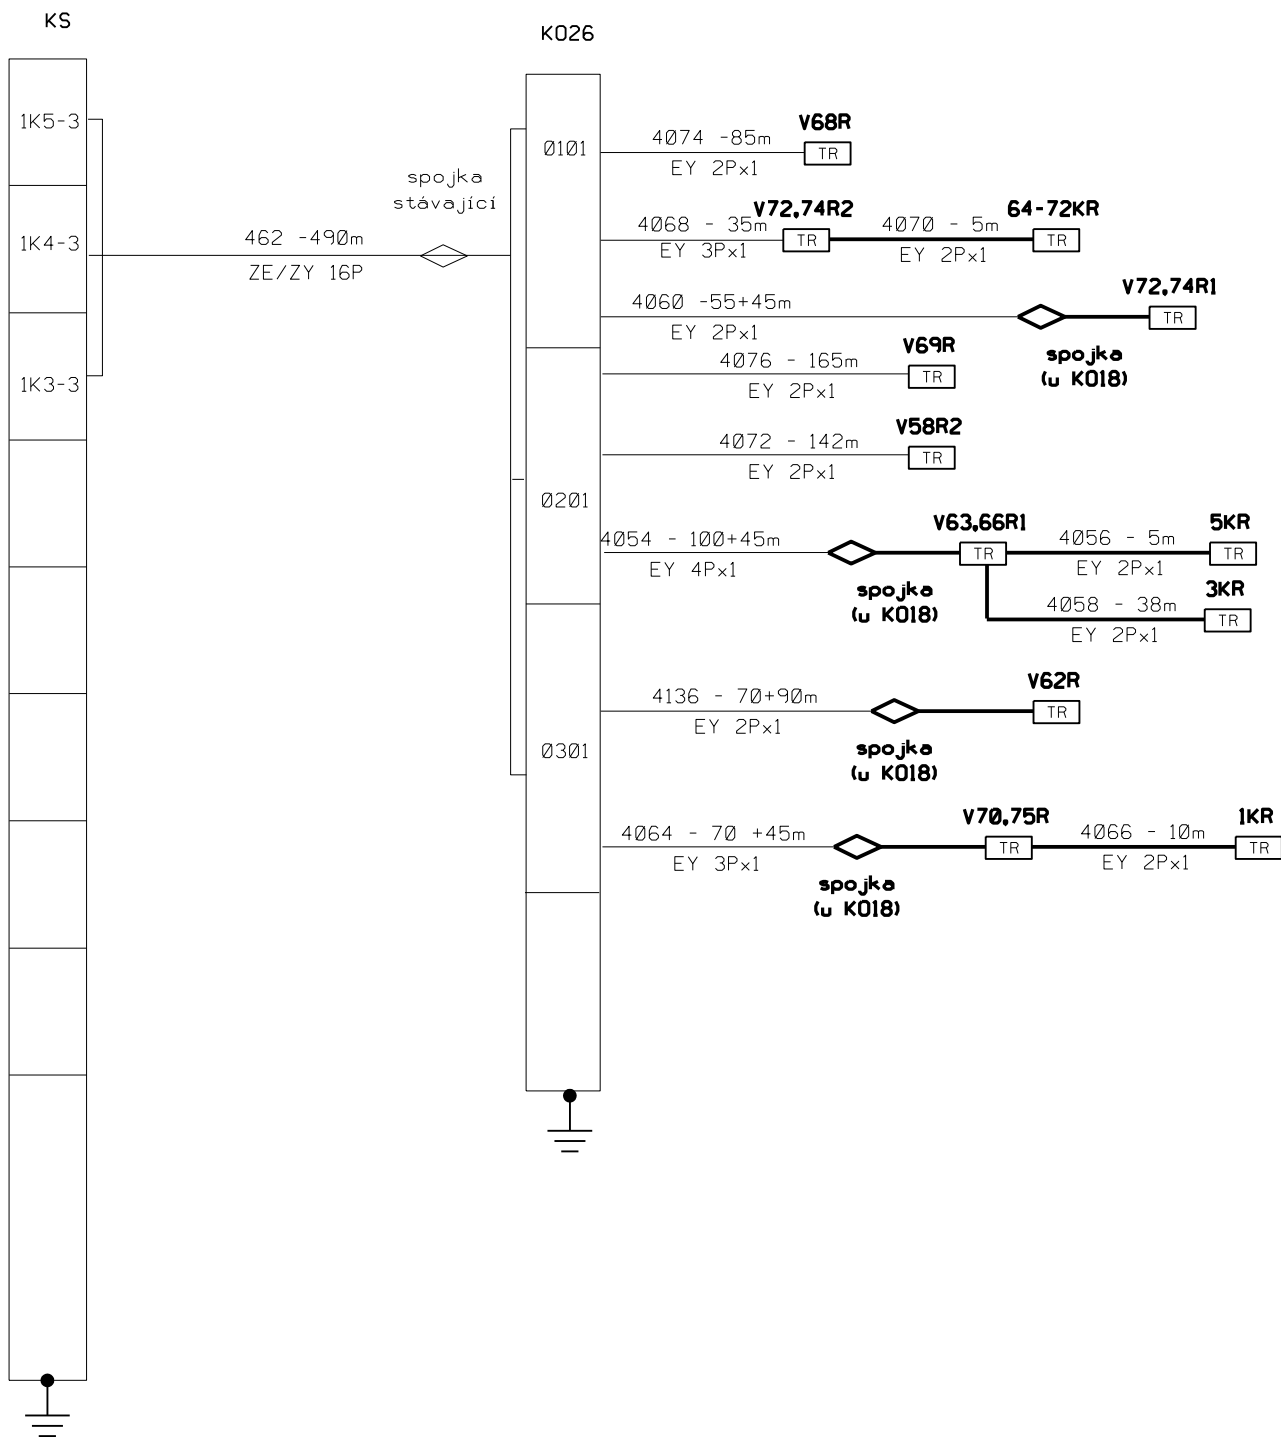 KS
K026
1K5-3
1K4-3
1K3-3
462 -490m
ZE/ZY 16P
spojka
stávající
0101
0201
0301
4074 -85m
EY 2Px1
V68R
TR
4068 - 35m
EY 3Px1
V72,74R2
TR
4070 - 5m
EY 2Px1
64-72KR
TR
4060 -55+45m
EY 2Px1
spojka
(u K018)
V72,74R1
TR
4076 - 165m
EY 2Px1
V69R
TR
4072 - 142m
EY 2Px1
V58R2
TR
4054 - 100+45m
EY 4Px1
spojka
(u K018)
V63,66R1
TR
4056 - 5m
EY 2Px1
5KR
TR
4058 - 38m
EY 2Px1
3KR
TR
4136 - 70+90m
EY 2Px1
spojka
(u K018)
V62R
TR
4064 - 70 +45m
EY 3Px1
spojka
(u K018)
V70,75R
TR
4066 - 10m
EY 2Px1
1KR
TR